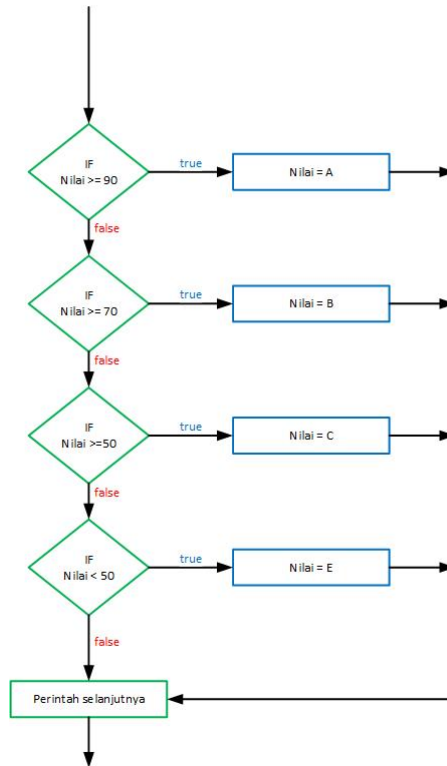 IF
Nilai >= 90
true
Nilai = A
false
IF
Nilai >= 70
true
Nilai = B
false
IF
Nilai >=50
true
Nilai = C
false
IF
Nilai < 50
true
Nilai = E
false
Perintah selanjutnya